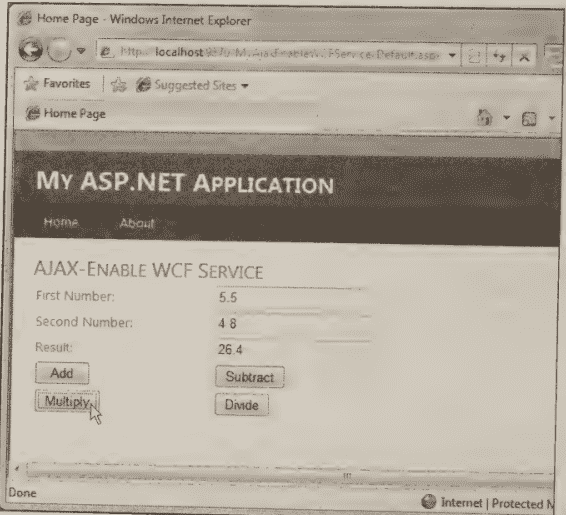 Home Page - Windows Internet Explorer
localhost
Favorites
Suggested Sites
Home Page
MY ASP.NET APPLICATION
Home About
AJAX-ENABLE WCF SERVICE
First Number: 5.5
Second Number: 4.8
Result: 26.4
Add Subtract
Multiply Divide
Done
Internet | Protected